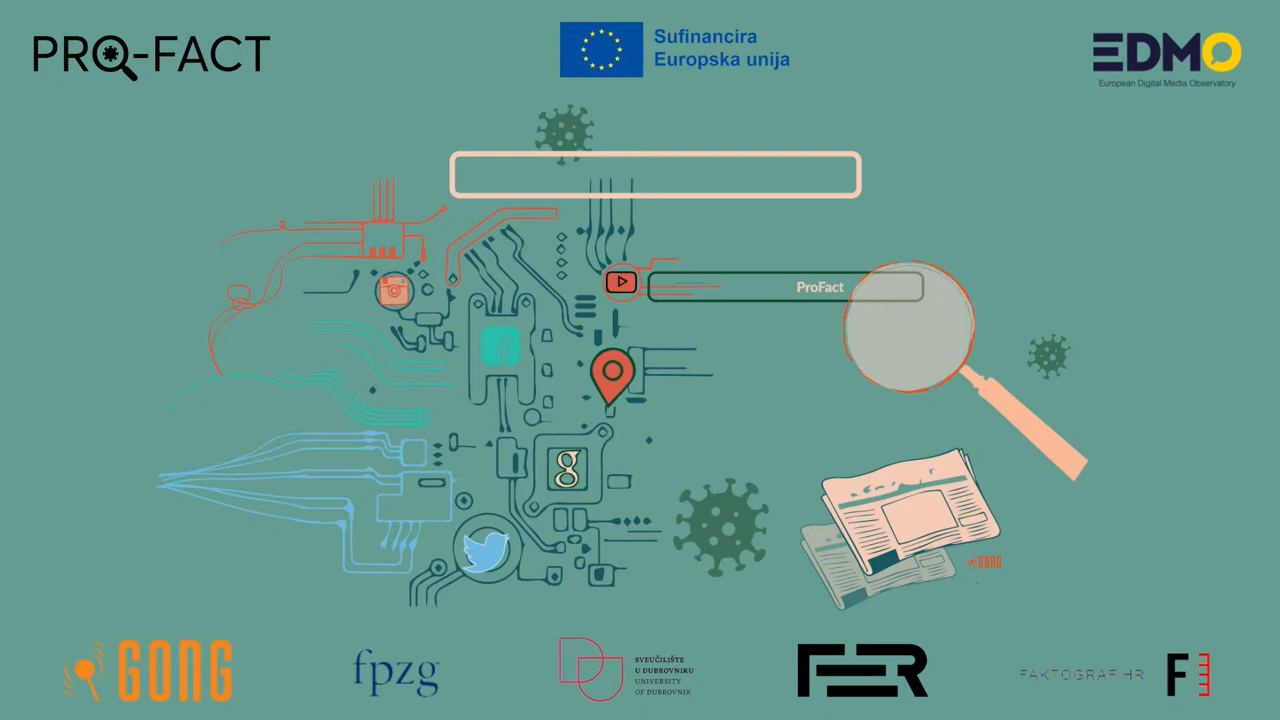 PRO-FACT
Sufinancira
Europska unija
EDMO
European Digital Media Observatory
ProFact
g
GONG
GONG
fpzg
SVEUČILIŠTE
U DUBROVNIKU
UNIVERSITY
OF DUBROVNIK
FER
FAKTOGRAF HR
F